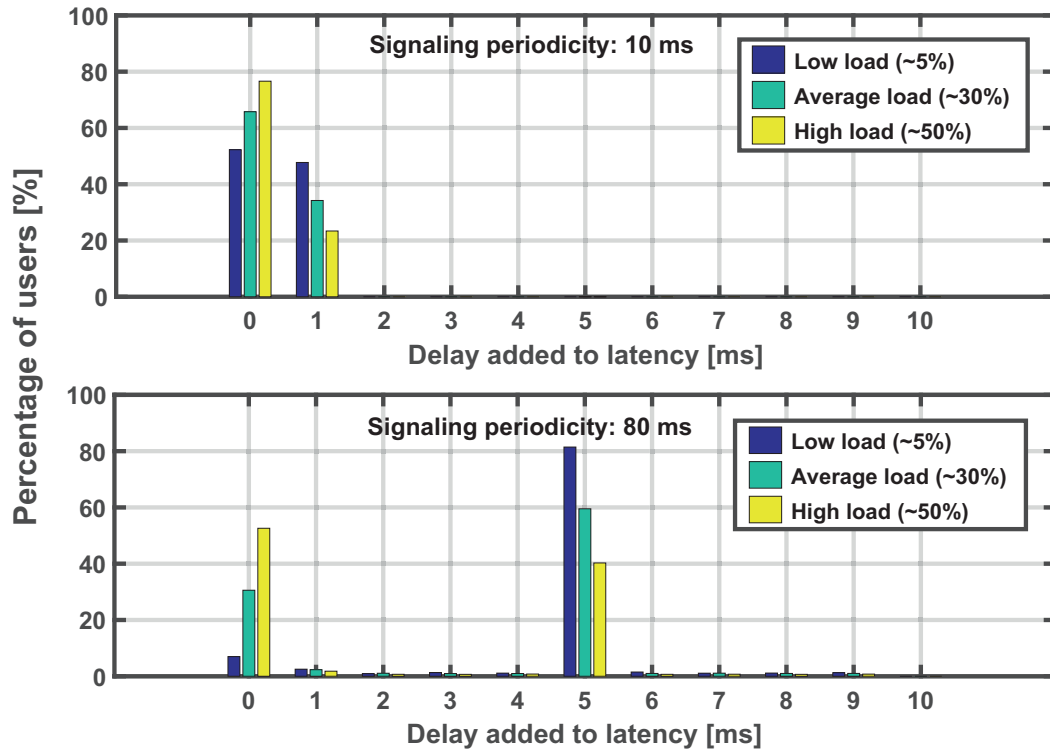 Percentage of users [%]
100
80
60
40
20
0
Signaling periodicity: 10 ms
Low load (~5%)
Average load (~30%)
High load (~50%)
0 1 2 3 4 5 6 7 8 9 10
Delay added to latency [ms]
100
80
60
40
20
0
Signaling periodicity: 80 ms
Low load (~5%)
Average load (~30%)
High load (~50%)
0 1 2 3 4 5 6 7 8 9 10
Delay added to latency [ms]